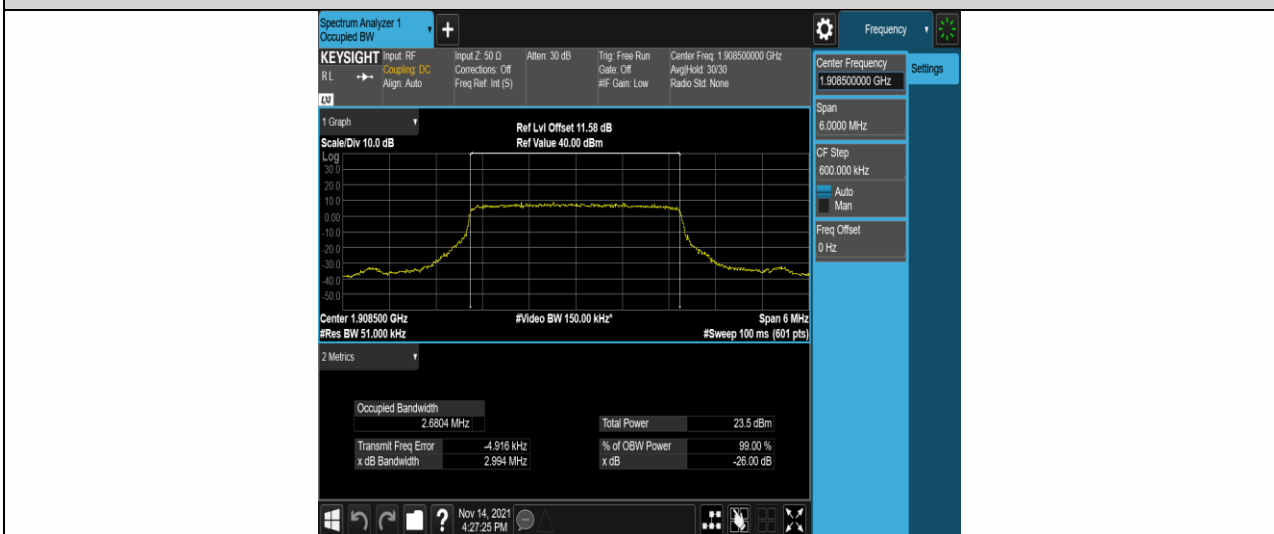 Spectrum Analyzer 1
Occupied BW
+
Frequency
KEYSIGHT Input: RF Input Z: 50 Ω Atten: 30 dB Trig: Free Run Center Freq: 1.908500000 GHz
Coupling: DC Corrections: Off Gate: Off Avg|Hold: 30/30
R L Align: Auto Freq Ref: Int (S) #IF Gain: Low Radio Std: None
LXI
Center Frequency
1.908500000 GHz
Settings
Span
6.0000 MHz
CF Step
600.000 kHz
Auto
Man
Freq Offset
0 Hz
1 Graph
Ref Lvl Offset 11.58 dB
Scale/Div 10.0 dB Ref Value 40.00 dBm
Log
30.0
20.0
10.0
0.00
-10.0
-20.0
-30.0
-40.0
-50.0
Center 1.908500 GHz #Video BW 150.00 kHz* Span 6 MHz
#Res BW 51.000 kHz #Sweep 100 ms (601 pts)
2 Metrics
Occupied Bandwidth
2.6804 MHz Total Power 23.5 dBm
Transmit Freq Error -4.916 kHz % of OBW Power 99.00 %
x dB Bandwidth 2.994 MHz x dB -26.00 dB
? Nov 14, 2021
4:27:25 PM